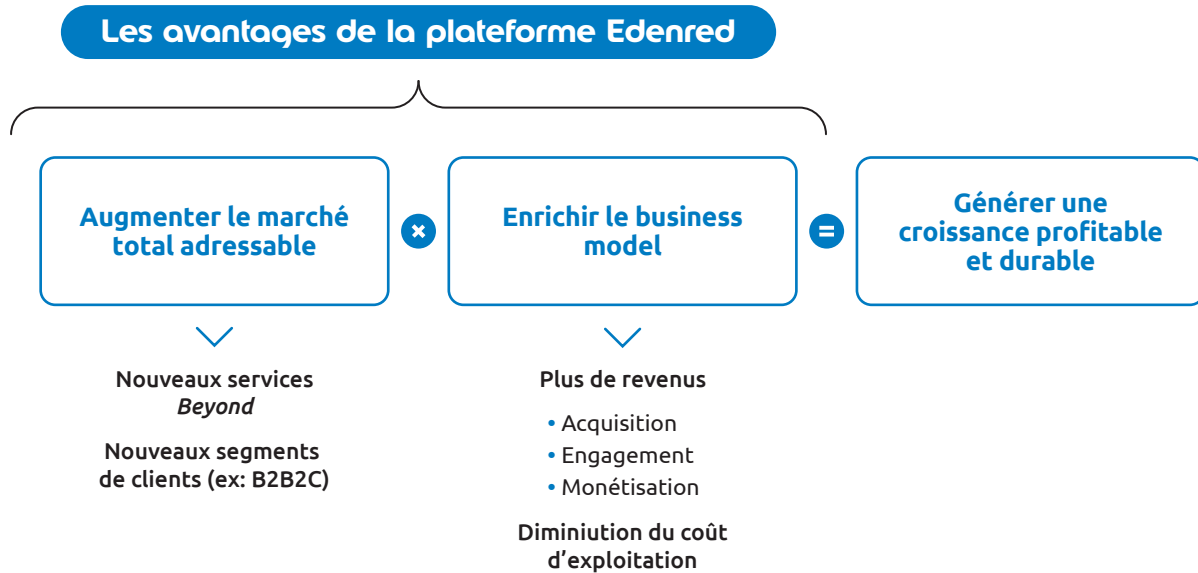 Les avantages de la plateforme Edenred
Augmenter le marché
total adressable
×
Enrichir le business
model
=
Générer une
croissance profitable
et durable
Nouveaux services
Beyond
Nouveaux segments
de clients (ex: B2B2C)
Plus de revenus
• Acquisition
• Engagement
• Monétisation
Diminiution du coût
d’exploitation